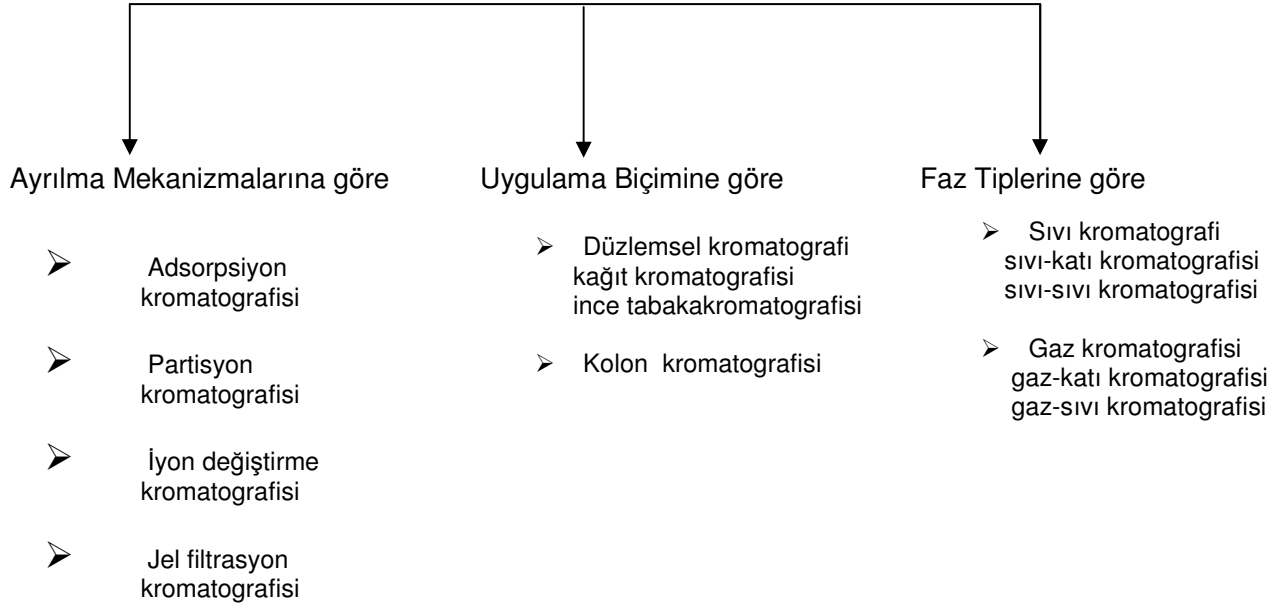 Ayrılma Mekanizmalarına göre
➢ Adsorpsiyon
kromatografisi
➢ Partisyon
kromatografisi
➢ İyon değiştirme
kromatografisi
➢ Jel filtrasyon
kromatografisi
Uygulama Biçimine göre
➢ Düzlemsel kromatografi
kağıt kromatografisi
ince tabakakromatografisi
➢ Kolon kromatografisi
Faz Tiplerine göre
➢ Sıvı kromatografi
sıvı-katı kromatografisi
sıvı-sıvı kromatografisi
➢ Gaz kromatografisi
gaz-katı kromatografisi
gaz-sıvı kromatografisi